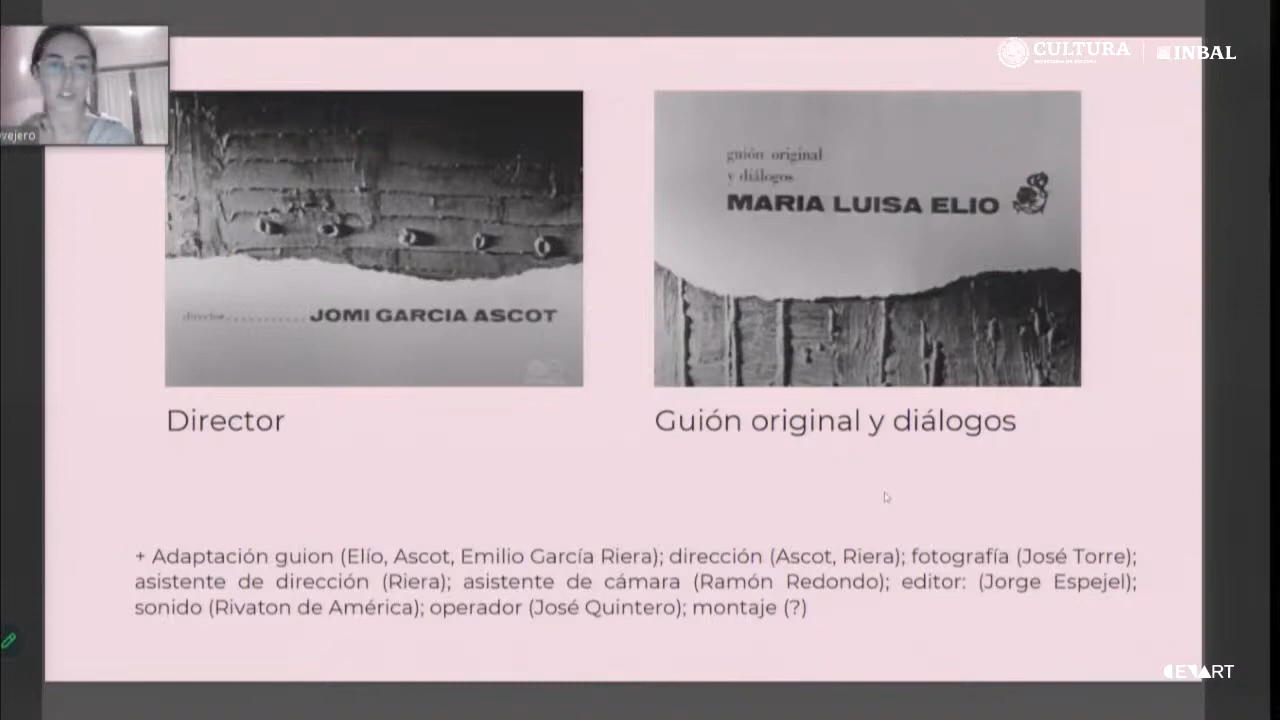 CULTURA
INBAL
vejero
director.......... JOMI GARCIA ASCOT
guión original
y diálogos
MARIA LUISA ELIO
Director
Guión original y diálogos
+ Adaptación guion (Elío, Ascot, Emilio García Riera); dirección (Ascot, Riera); fotografía (José Torre);
asistente de dirección (Riera); asistente de cámara (Ramón Redondo); editor: (Jorge Espejel);
sonido (Rivaton de América); operador (José Quintero); montaje (?)
CENART